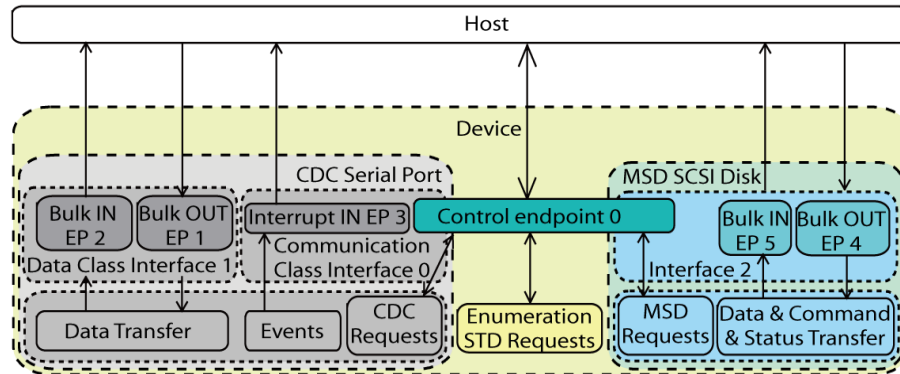 Host
Device
CDC Serial Port
MSD SCSI Disk
Bulk IN
EP 2
Bulk OUT
EP 1
Interrupt IN EP 3
Control endpoint 0
Bulk IN
EP 5
Bulk OUT
EP 4
Data Class Interface 1
Communication
Class Interface 0
Interface 2
Data Transfer
Events
CDC
Requests
Enumeration
STD Requests
MSD
Requests
Data & Command
& Status Transfer